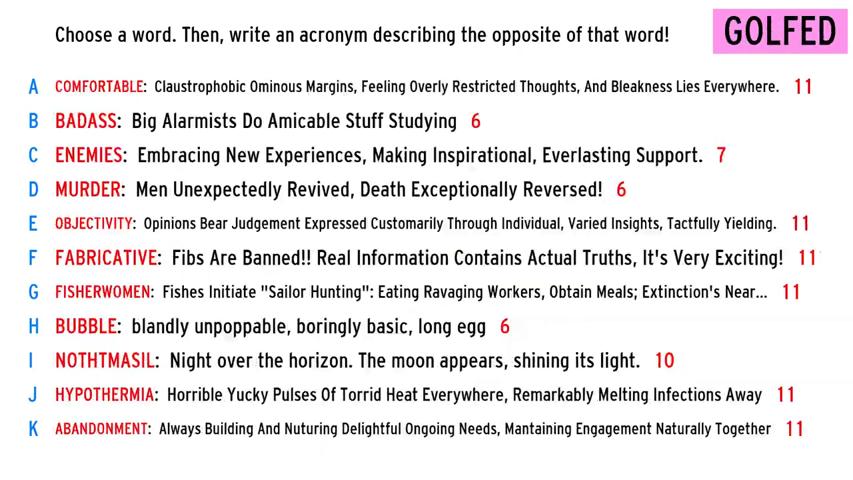 Choose a word. Then, write an acronym describing the opposite of that word!
GOLFED
A COMFORTABLE: Claustrophobic Ominous Margins, Feeling Overly Restricted Thoughts, And Bleakness Lies Everywhere. 11
B BADASS: Big Alarmists Do Amicable Stuff Studying 6
C ENEMIES: Embracing New Experiences, Making Inspirational, Everlasting Support. 7
D MURDER: Men Unexpectedly Revived, Death Exceptionally Reversed! 6
E OBJECTIVITY: Opinions Bear Judgement Expressed Customarily Through Individual, Varied Insights, Tactfully Yielding. 11
F FABRICATIVE: Fibs Are Banned!! Real Information Contains Actual Truths, It's Very Exciting! 11
G FISHERWOMEN: Fishes Initiate "Sailor Hunting": Eating Ravaging Workers, Obtain Meals; Extinction's Near... 11
H BUBBLE: blandly unpoppable, boringly basic, long egg 6
I NOTHTMASIL: Night over the horizon. The moon appears, shining its light. 10
J HYPOTHERMIA: Horrible Yucky Pulses Of Torrid Heat Everywhere, Remarkably Melting Infections Away 11
K ABANDONMENT: Always Building And Nuturing Delightful Ongoing Needs, Mantaining Engagement Naturally Together 11